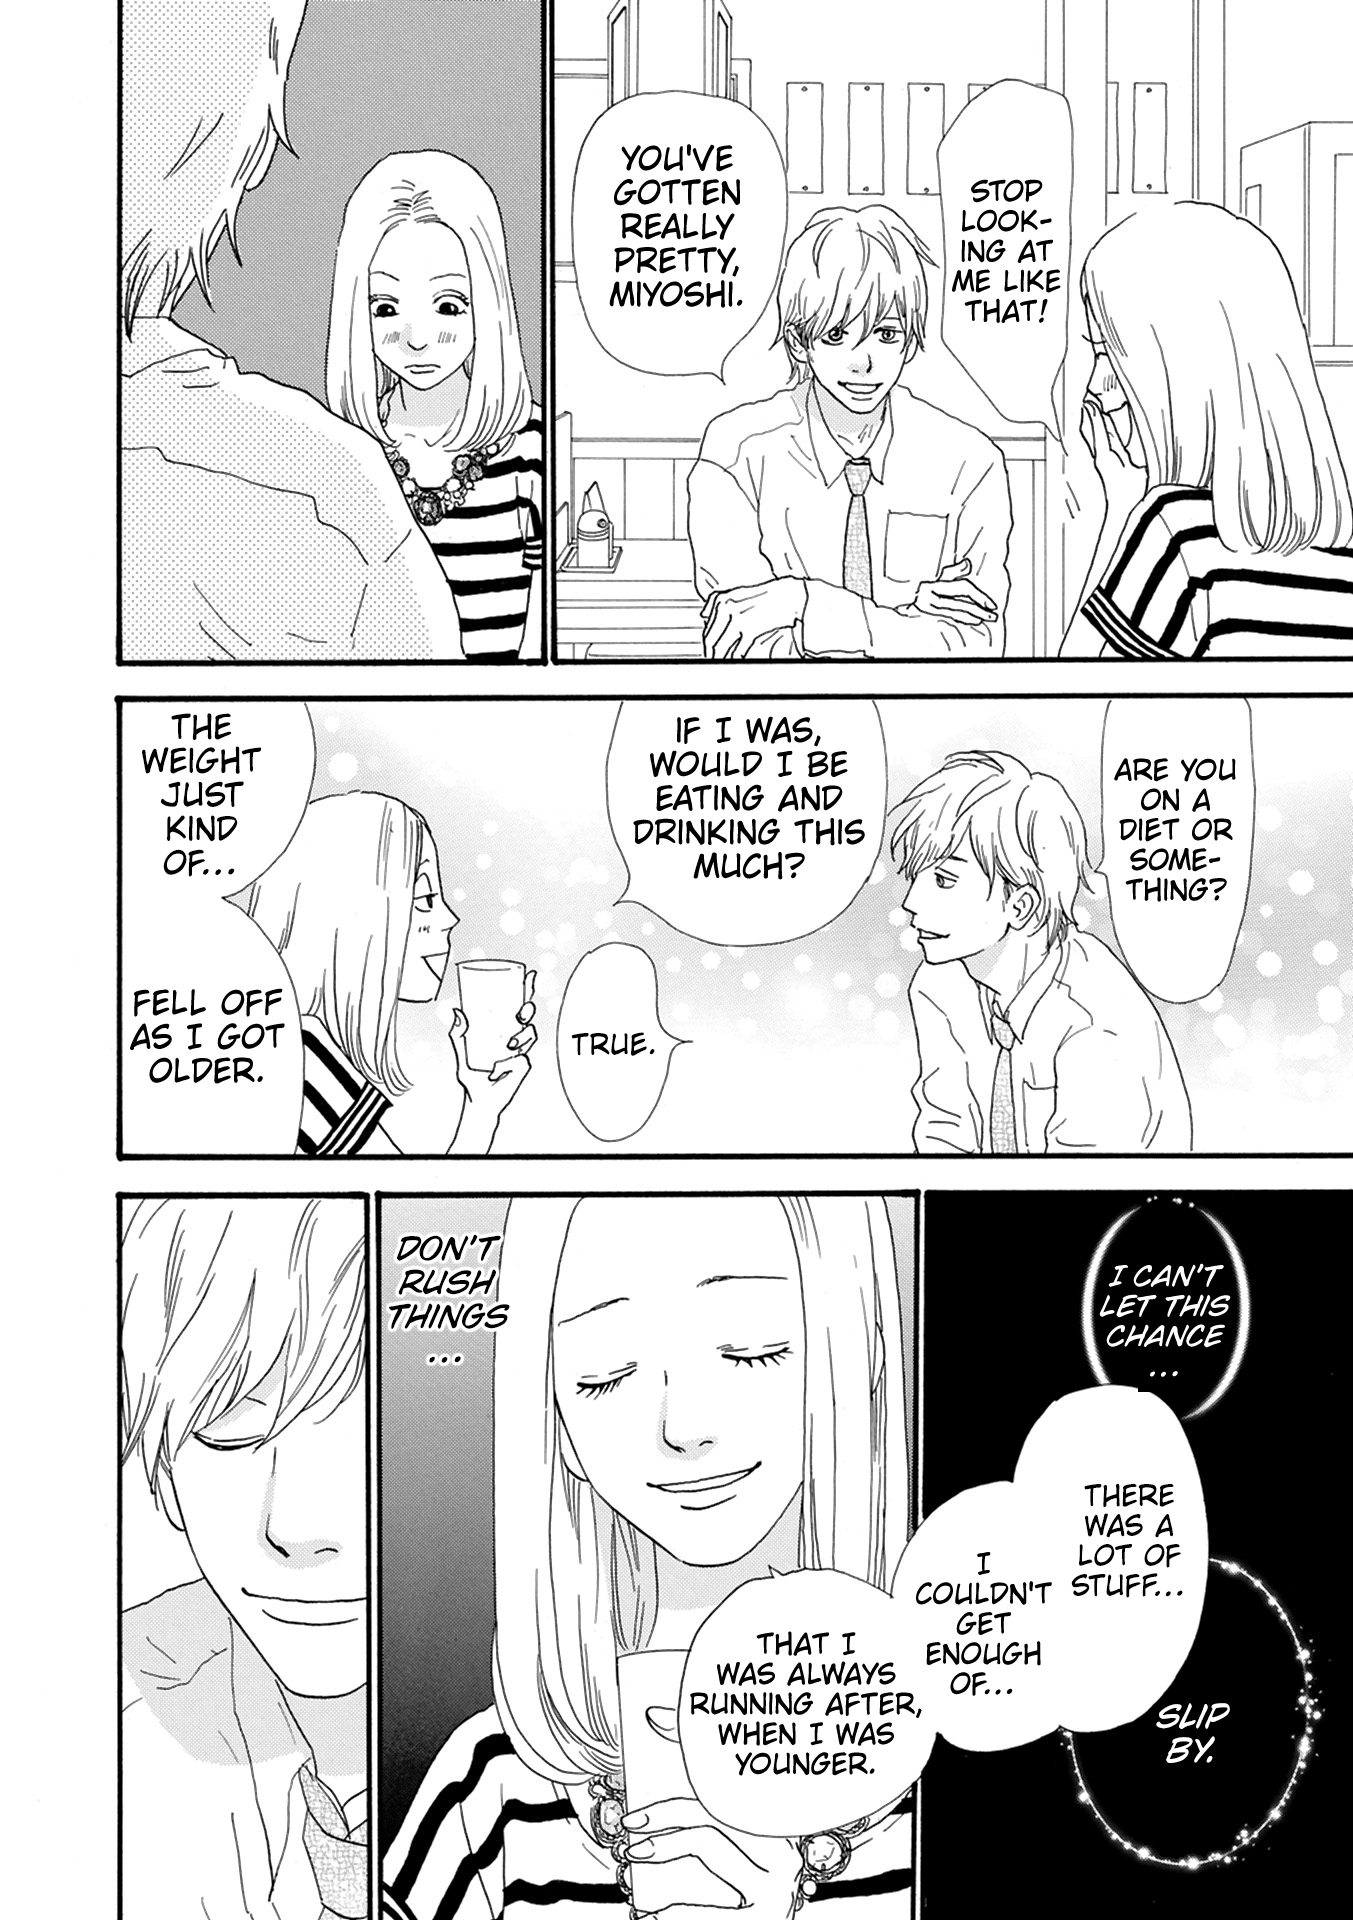 STOP
LOOK-
ING AT
ME LIKE
THAT!
YOU'VE
GOTTEN
REALLY
PRETTY,
MIYOSHI.
ARE YOU
ON A
DIET OR
SOME-
THING?
IF I WAS,
WOULD I BE
EATING AND
DRINKING THIS
MUCH?
TRUE.
THE
WEIGHT
JUST
KIND
OF...
FELL OFF
AS I GOT
OLDER.
I CAN'T
LET THIS
CHANCE
...
SLIP
BY.
THERE
WAS A
LOT OF
STUFF...
I
COULDN'T
GET
ENOUGH
OF...
THAT I
WAS ALWAYS
RUNNING AFTER,
WHEN I WAS
YOUNGER.
DON'T
RUSH
THINGS
...